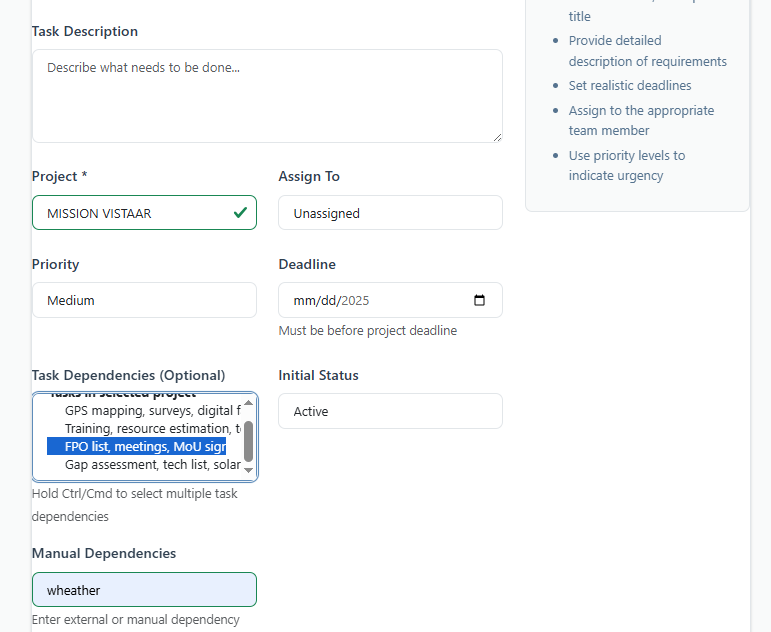 title
Provide detailed
description of requirements
Set realistic deadlines
Assign to the appropriate
team member
Use priority levels to
indicate urgency
Task Description
Describe what needs to be done...
Project *
Assign To
MISSION VISTAAR
Unassigned
Priority
Deadline
Medium
mm/dd/2025
Must be before project deadline
Task Dependencies (Optional)
Initial Status
Tasks in selected project
GPS mapping, surveys, digital f
Training, resource estimation, t
FPO list, meetings, MoU sign
Gap assessment, tech list, solar
Active
Hold Ctrl/Cmd to select multiple task
dependencies
Manual Dependencies
wheather
Enter external or manual dependency